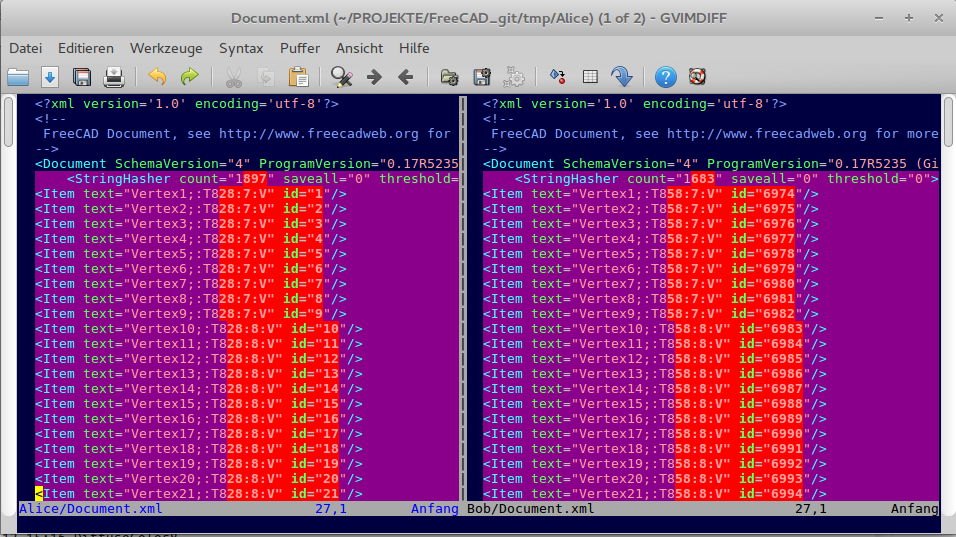 Document.xml (~/PROJEKTE/FreeCAD_git/tmp/Alice) (1 of 2) - GVIMDIFF
Datei Editieren Werkzeuge Syntax Puffer Ansicht Hilfe
<?xml version='1.0' encoding='utf-8'?>
<!--
 FreeCAD Document, see http://www.freecadweb.org for
-->
<Document SchemaVersion="4" ProgramVersion="0.17R5235
    <StringHasher count="1897" saveall="0" threshold=
<Item text="Vertex1;:T828:7:V" id="1"/>
<Item text="Vertex2;:T828:7:V" id="2"/>
<Item text="Vertex3;:T828:7:V" id="3"/>
<Item text="Vertex4;:T828:7:V" id="4"/>
<Item text="Vertex5;:T828:7:V" id="5"/>
<Item text="Vertex6;:T828:7:V" id="6"/>
<Item text="Vertex7;:T828:7:V" id="7"/>
<Item text="Vertex8;:T828:7:V" id="8"/>
<Item text="Vertex9;:T828:7:V" id="9"/>
<Item text="Vertex10;:T828:8:V" id="10"/>
<Item text="Vertex11;:T828:8:V" id="11"/>
<Item text="Vertex12;:T828:8:V" id="12"/>
<Item text="Vertex13;:T828:8:V" id="13"/>
<Item text="Vertex14;:T828:8:V" id="14"/>
<Item text="Vertex15;:T828:8:V" id="15"/>
<Item text="Vertex16;:T828:8:V" id="16"/>
<Item text="Vertex17;:T828:8:V" id="17"/>
<Item text="Vertex18;:T828:8:V" id="18"/>
<Item text="Vertex19;:T828:8:V" id="19"/>
<Item text="Vertex20;:T828:8:V" id="20"/>
<Item text="Vertex21;:T828:8:V" id="21"/>
Alice/Document.xml 27,1 Anfang
<?xml version='1.0' encoding='utf-8'?>
<!--
 FreeCAD Document, see http://www.freecadweb.org for more
-->
<Document SchemaVersion="4" ProgramVersion="0.17R5235 (Gi
    <StringHasher count="1683" saveall="0" threshold="0">
<Item text="Vertex1;:T858:7:V" id="6974"/>
<Item text="Vertex2;:T858:7:V" id="6975"/>
<Item text="Vertex3;:T858:7:V" id="6976"/>
<Item text="Vertex4;:T858:7:V" id="6977"/>
<Item text="Vertex5;:T858:7:V" id="6978"/>
<Item text="Vertex6;:T858:7:V" id="6979"/>
<Item text="Vertex7;:T858:7:V" id="6980"/>
<Item text="Vertex8;:T858:7:V" id="6981"/>
<Item text="Vertex9;:T858:7:V" id="6982"/>
<Item text="Vertex10;:T858:8:V" id="6983"/>
<Item text="Vertex11;:T858:8:V" id="6984"/>
<Item text="Vertex12;:T858:8:V" id="6985"/>
<Item text="Vertex13;:T858:8:V" id="6986"/>
<Item text="Vertex14;:T858:8:V" id="6987"/>
<Item text="Vertex15;:T858:8:V" id="6988"/>
<Item text="Vertex16;:T858:8:V" id="6989"/>
<Item text="Vertex17;:T858:8:V" id="6990"/>
<Item text="Vertex18;:T858:8:V" id="6991"/>
<Item text="Vertex19;:T858:8:V" id="6992"/>
<Item text="Vertex20;:T858:8:V" id="6993"/>
<Item text="Vertex21;:T858:8:V" id="6994"/>
Bob/Document.xml 27,1 Anfang